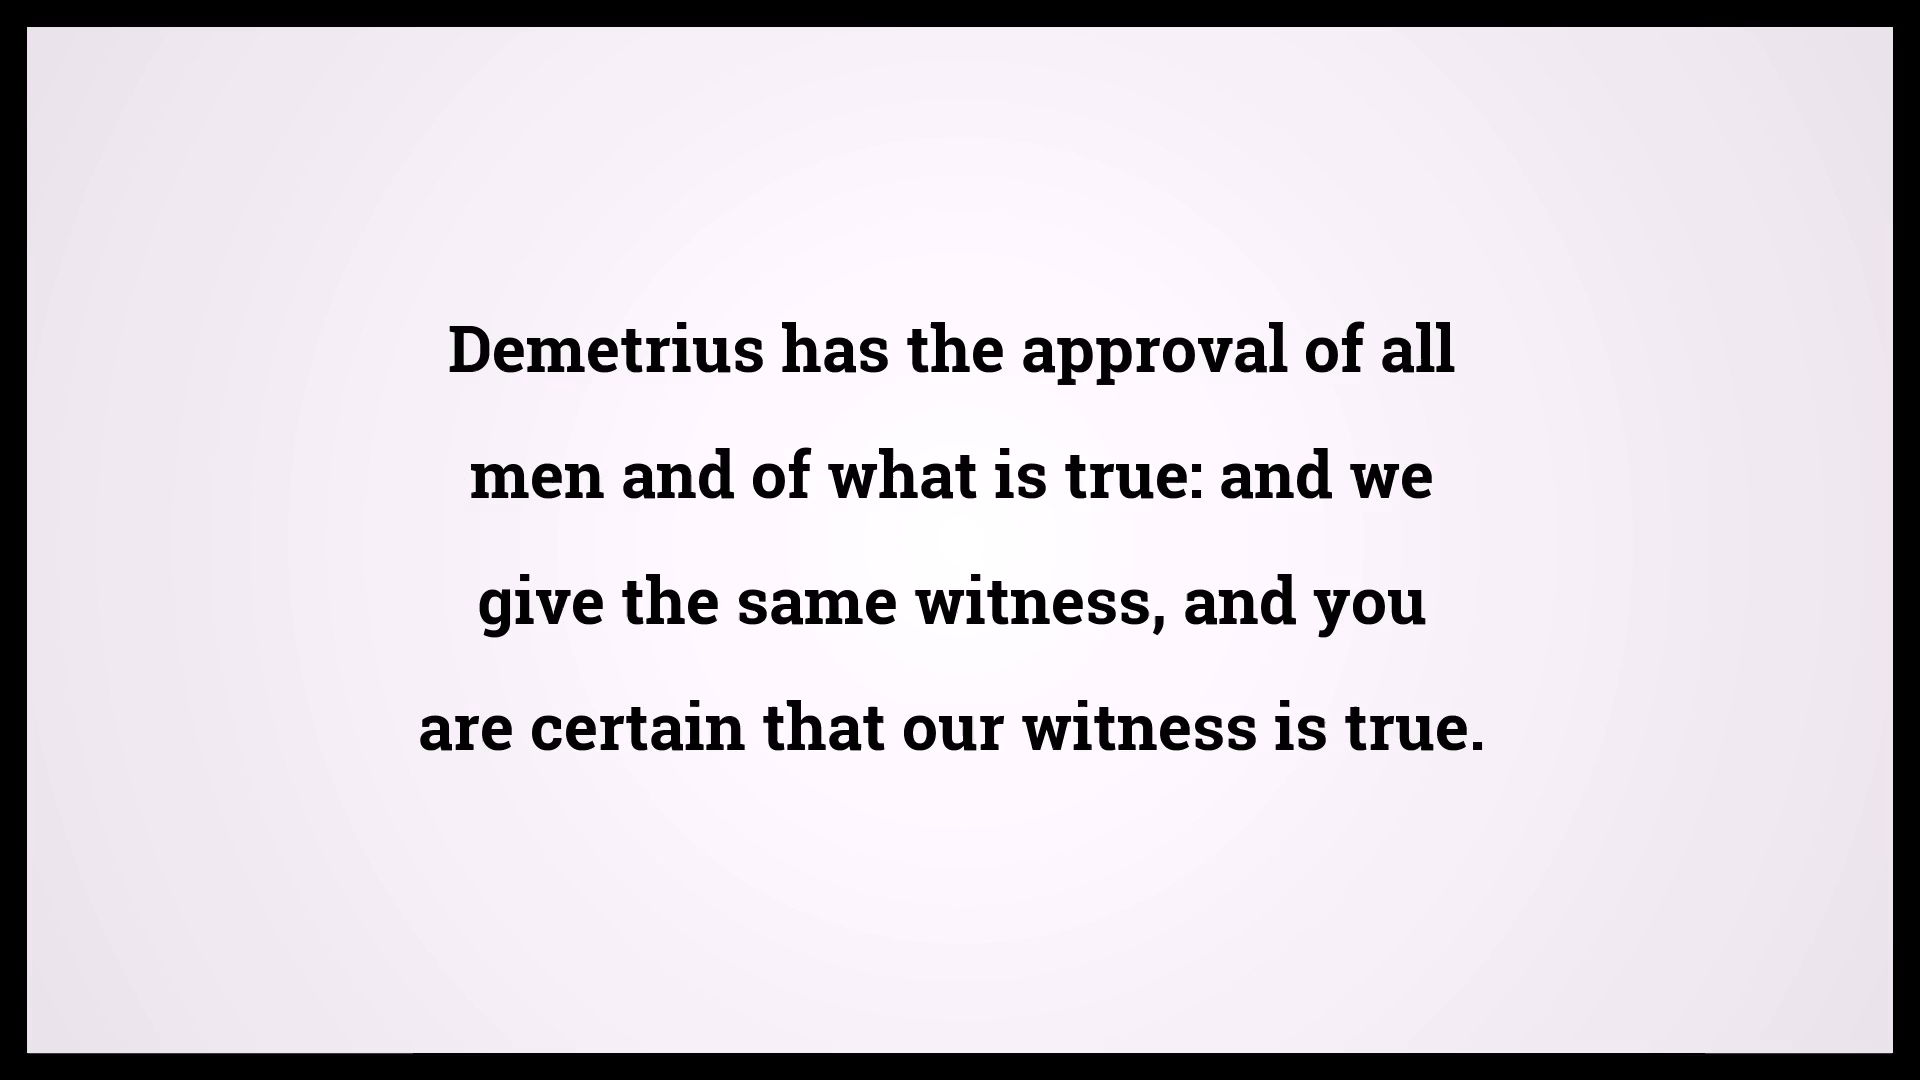 Demetrius has the approval of all
men and of what is true: and we
give the same witness, and you
are certain that our witness is true.